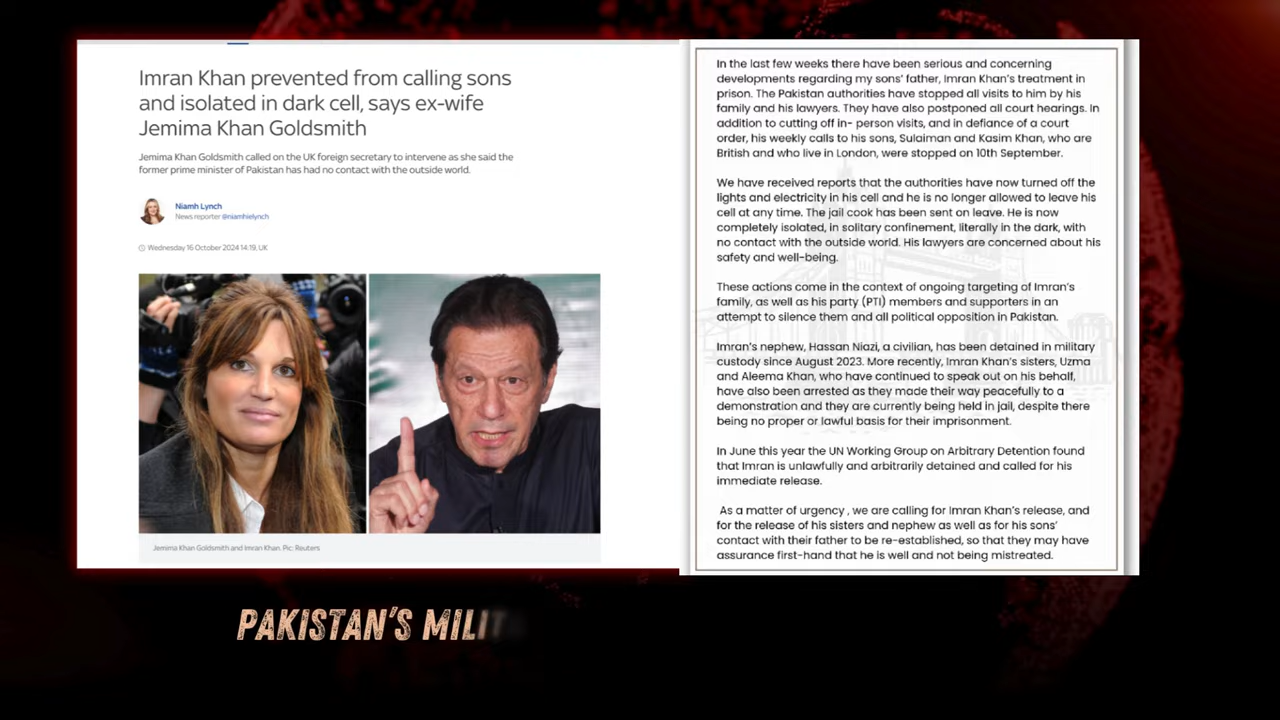 Imran Khan prevented from calling sons
and isolated in dark cell, says ex-wife
Jemima Khan Goldsmith
Jemima Khan Goldsmith called on the UK foreign secretary to intervene as she said the
former prime minister of Pakistan has had no contact with the outside world.
Niamh Lynch
News reporter @niamhielynch
Wednesday 16 October 2024 14:19, UK
Jemima Khan Goldsmith and Imran Khan. Pic: Reuters
In the last few weeks there have been serious and concerning
developments regarding my sons' father, Imran Khan's treatment in
prison. The Pakistan authorities have stopped all visits to him by his
family and his lawyers. They have also postponed all court hearings. In
addition to cutting off in- person visits, and in defiance of a court
order, his weekly calls to his sons, Sulaiman and Kasim Khan, who are
British and who live in London, were stopped on 10th September.
We have received reports that the authorities have now turned off the
lights and electricity in his cell and he is no longer allowed to leave his
cell at any time. The jail cook has been sent on leave. He is now
completely isolated, in solitary confinement, literally in the dark, with
no contact with the outside world. His lawyers are concerned about his
safety and well-being.
These actions come in the context of ongoing targeting of Imran's
family, as well as his party (PTI) members and supporters in an
attempt to silence them and all political opposition in Pakistan.
Imran's nephew, Hassan Niazi, a civilian, has been detained in military
custody since August 2023. More recently, Imran Khan's sisters, Uzma
and Aleema Khan, who have continued to speak out on his behalf,
have also been arrested as they made their way peacefully to a
demonstration and they are currently being held in jail, despite there
being no proper or lawful basis for their imprisonment.
In June this year the UN Working Group on Arbitrary Detention found
that Imran is unlawfully and arbitrarily detained and called for his
immediate release.
As a matter of urgency , we are calling for Imran Khan's release, and
for the release of his sisters and nephew as well as for his sons'
contact with their father to be re-established, so that they may have
assurance first-hand that he is well and not being mistreated.
PAKISTAN'S MILIT